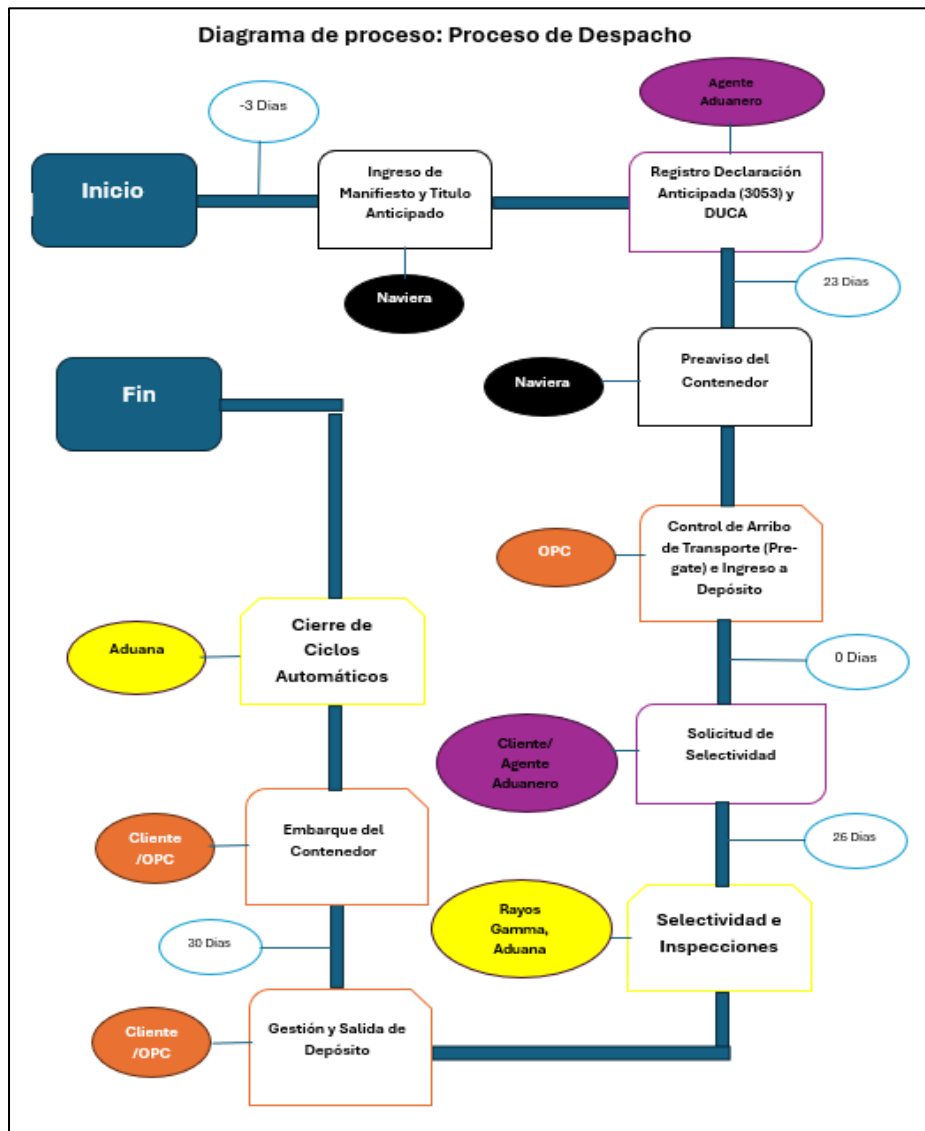 Diagrama de proceso: Proceso de Despacho
-3 Dias
Agente
Aduanero
Inicio
Ingreso de
Manifiesto y Titulo
Anticipado
Registro Declaración
Anticipada (3053) y
DUCA
Naviera
23 Dias
Naviera
Preaviso del
Contenedor
Fin
OPC
Control de Arribo
de Transporte (Pre-
gate) e Ingreso a
Depósito
0 Dias
Aduana
Cierre de
Ciclos
Automáticos
Cliente/
Agente
Aduanero
Solicitud de
Selectividad
26 Dias
Cliente
/OPC
Embarque del
Contenedor
Rayos
Gamma,
Aduana
Selectividad e
Inspecciones
30 Dias
Cliente
/OPC
Gestión y Salida de
Depósito